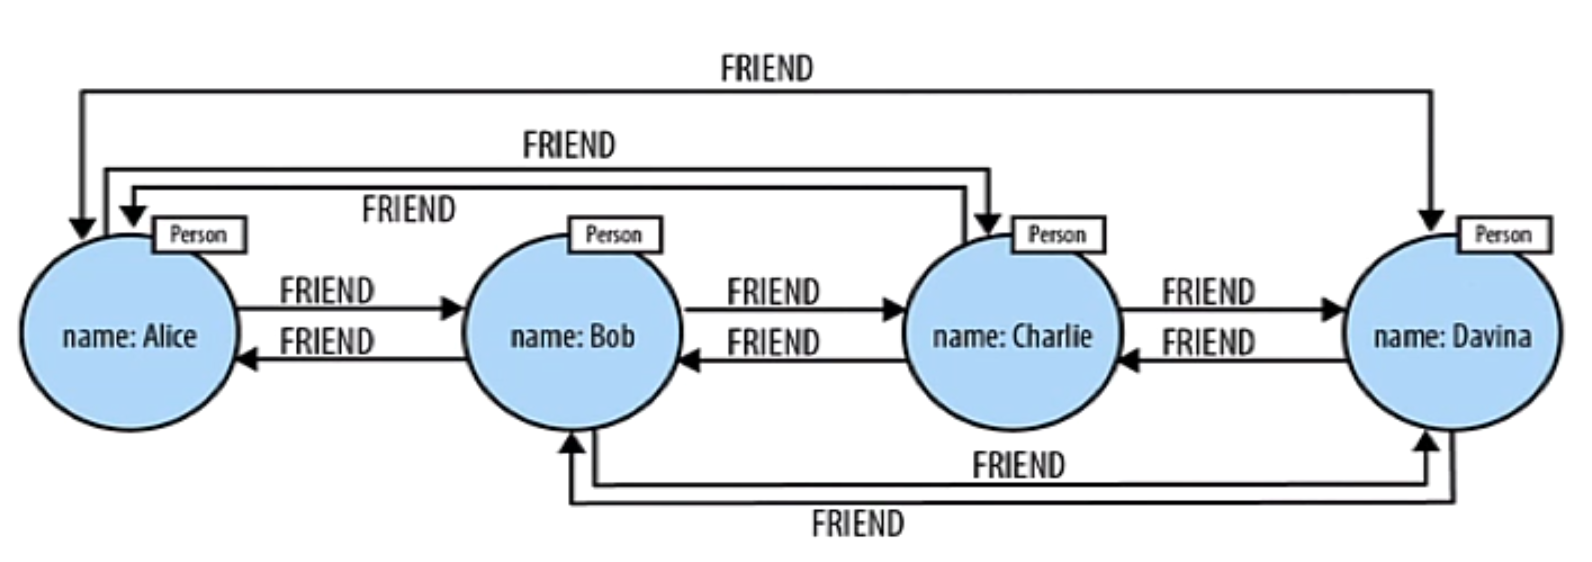 FRIEND
FRIEND
FRIEND
Person
Person
Person
Person
FRIEND
FRIEND
FRIEND
name: Alice
name: Bob
name: Charlie
name: Davina
FRIEND
FRIEND
FRIEND
FRIEND
FRIEND